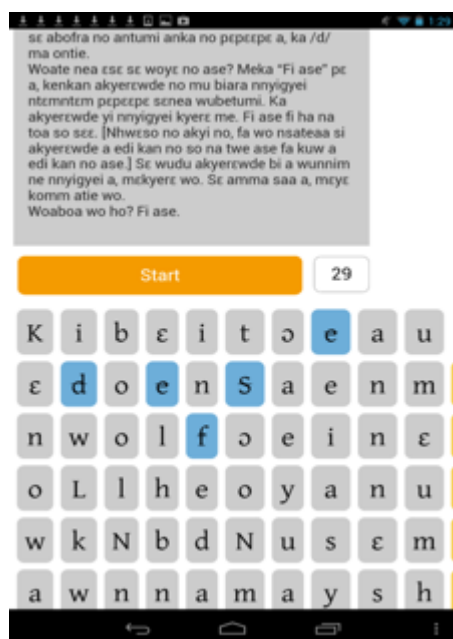 1:29
sɛ abofra no antumi anka no pɛpɛɛpɛ a, ka /d/
ma ontie.
Woate nea ɛsɛ sɛ woyɛ no ase? Meka "Fi ase" pɛ
a, kenkan akyerɛwde no mu biara nnyigyei
ntɛmntɛm pɛpɛɛpɛ sɛnea wubetumi. Ka
akyerɛwde yi nnyigyei kyerɛ me. Fi ase fi ha na
toa so sɛɛ. [Nhwɛso no akyi no, fa wo nsateaa si
akyerɛwde a edi kan no so na twe ase fa kuw a
edi kan no ase.] Sɛ wudu akyerɛwde bi a wunnim
ne nnyigyei a, mɛkyerɛ wo. Sɛ amma saa a, mɛyɛ
komm atie wo.
Woaboa wo ho? Fi ase.
Start 29
K i b ɛ i t ɔ e a u
ɛ d o e n S a e n m
n w o l f ɔ e i n ɛ
o L l h e o y a n u
w k N b d N u s ɛ m
a w n n a m a y s h